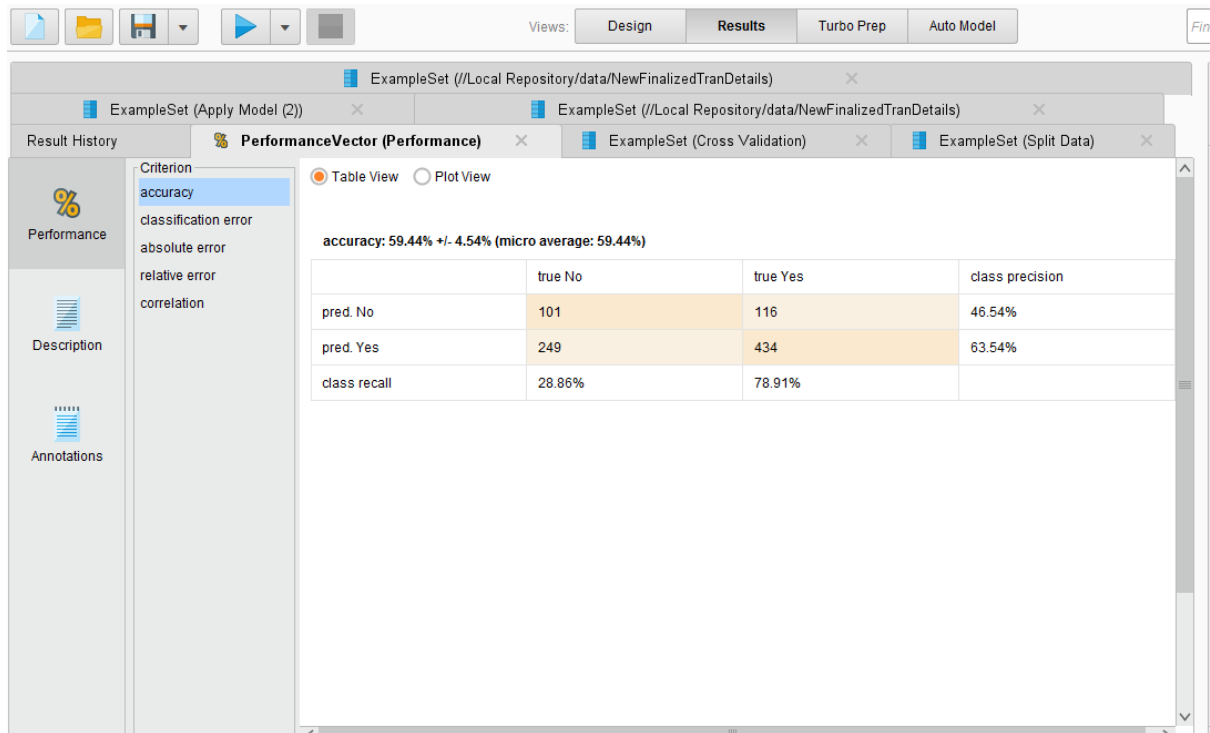 Views: Design Results Turbo Prep Auto Model Fin
ExampleSet (//Local Repository/data/NewFinalizedTranDetails)
ExampleSet (Apply Model (2)) ExampleSet (//Local Repository/data/NewFinalizedTranDetails)
Result History % PerformanceVector (Performance) ExampleSet (Cross Validation) ExampleSet (Split Data)
%
Performance
Description
Annotations
Criterion
accuracy
classification error
absolute error
relative error
correlation
Table View Plot View
accuracy: 59.44% +/- 4.54% (micro average: 59.44%)
true No true Yes class precision
pred. No 101 116 46.54%
pred. Yes 249 434 63.54%
class recall 28.86% 78.91%